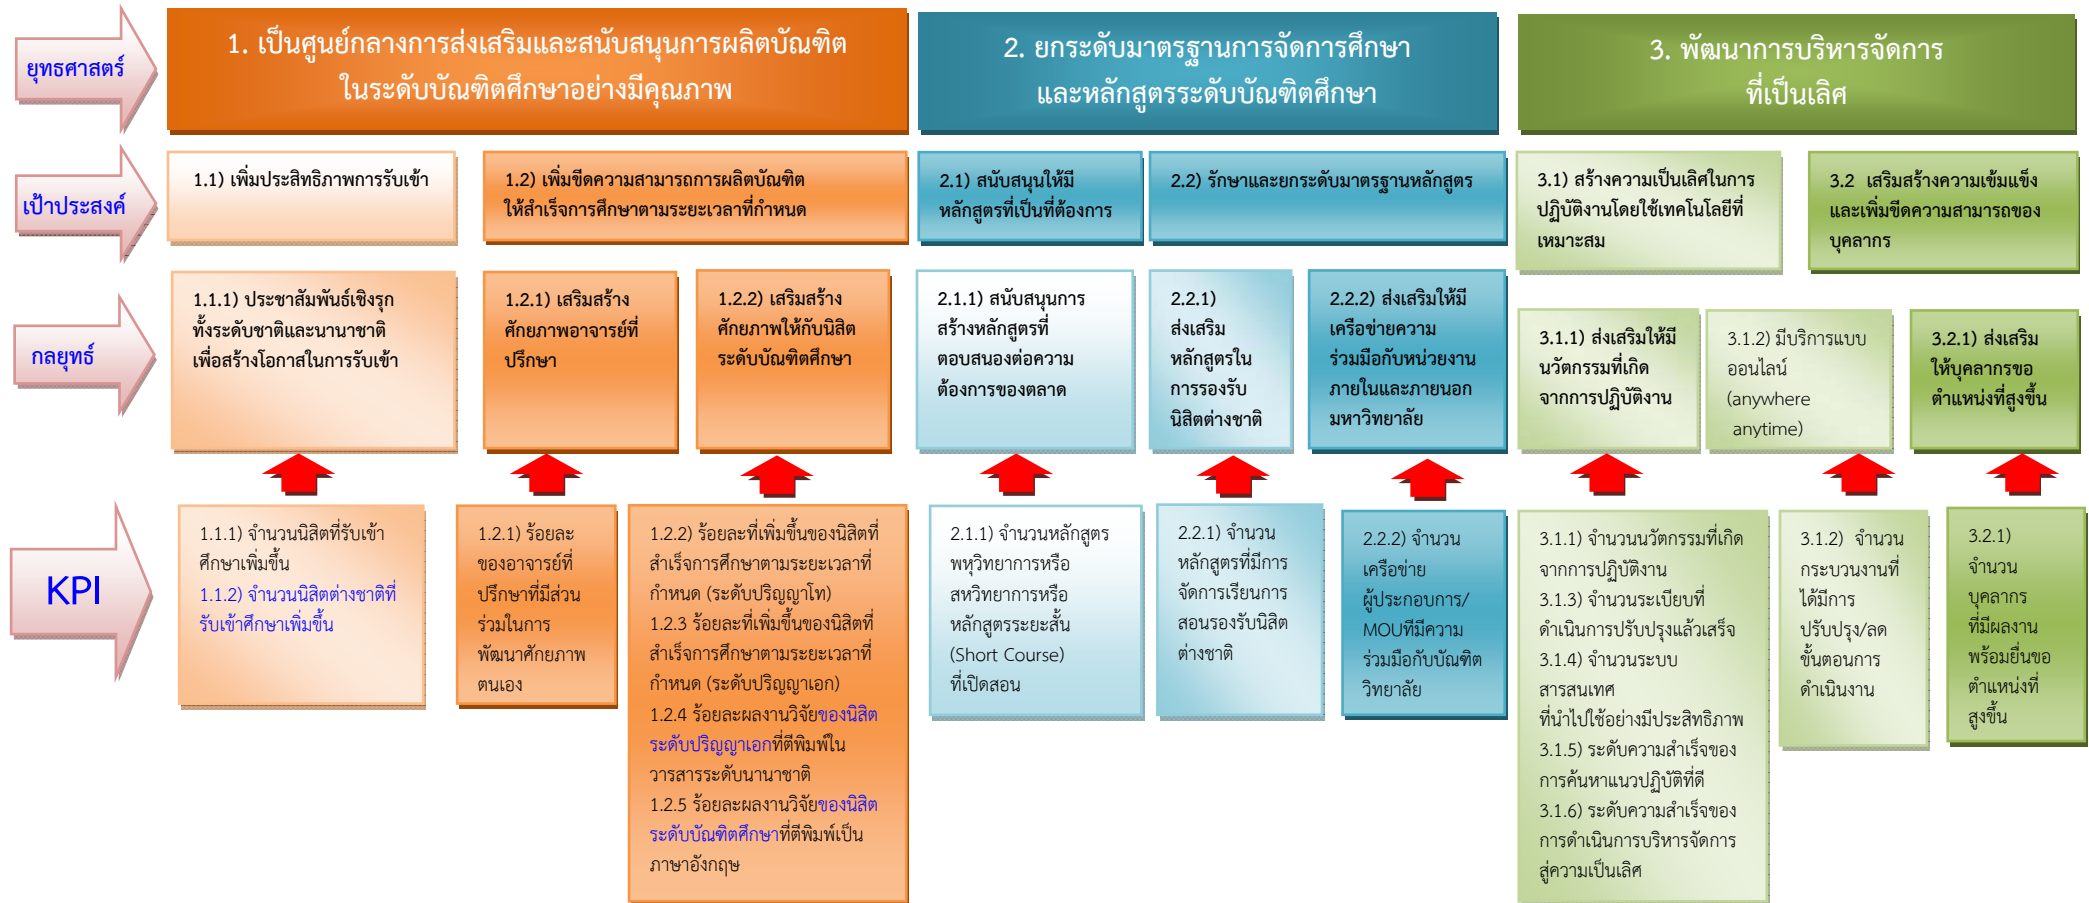 ยุทธศาสตร์
1. เป็นศูนย์กลางการส่งเสริมและสนับสนุนการผลิตบัณฑิต
ในระดับบัณฑิตศึกษาอย่างมีคุณภาพ
2. ยกระดับมาตรฐานการจัดการศึกษา
และหลักสูตรระดับบัณฑิตศึกษา
3. พัฒนาการบริหารจัดการ
ที่เป็นเลิศ
เป้าประสงค์
1.1) เพิ่มประสิทธิภาพการรับเข้า
1.2) เพิ่มขีดความสามารถการผลิตบัณฑิต
ให้สำเร็จการศึกษาตามระยะเวลาที่กำหนด
2.1) สนับสนุนให้มี
หลักสูตรที่เป็นที่ต้องการ
2.2) รักษาและยกระดับมาตรฐานหลักสูตร
3.1) สร้างความเป็นเลิศในการ
ปฏิบัติงานโดยใช้เทคโนโลยีที่
เหมาะสม
3.2 เสริมสร้างความเข้มแข็ง
และเพิ่มขีดความสามารถของ
บุคลากร
กลยุทธ์
1.1.1) ประชาสัมพันธ์เชิงรุก
ทั้งระดับชาติและนานาชาติ
เพื่อสร้างโอกาสในการรับเข้า
1.2.1) เสริมสร้าง
ศักยภาพอาจารย์ที่
ปรึกษา
1.2.2) เสริมสร้าง
ศักยภาพให้กับนิสิต
ระดับบัณฑิตศึกษา
2.1.1) สนับสนุนการ
สร้างหลักสูตรที่
ตอบสนองต่อความ
ต้องการของตลาด
2.2.1)
ส่งเสริม
หลักสูตรใน
การรองรับ
นิสิตต่างชาติ
2.2.2) ส่งเสริมให้มี
เครือข่ายความ
ร่วมมือกับหน่วยงาน
ภายในและภายนอก
มหาวิทยาลัย
3.1.1) ส่งเสริมให้มี
นวัตกรรมที่เกิด
จากการปฏิบัติงาน
3.1.2) มีบริการแบบ
ออนไลน์
(anywhere
anytime)
3.2.1) ส่งเสริม
ให้บุคลากรขอ
ตำแหน่งที่สูงขึ้น
KPI
1.1.1) จำนวนนิสิตที่รับเข้า
ศึกษาเพิ่มขึ้น
1.1.2) จำนวนนิสิตต่างชาติที่
รับเข้าศึกษาเพิ่มขึ้น
1.2.1) ร้อยละ
ของอาจารย์ที่
ปรึกษาที่มีส่วน
ร่วมในการ
พัฒนาศักยภาพ
ตนเอง
1.2.2) ร้อยละที่เพิ่มขึ้นของนิสิตที่
สำเร็จการศึกษาตามระยะเวลาที่
กำหนด (ระดับปริญญาโท)
1.2.3 ร้อยละที่เพิ่มขึ้นของนิสิตที่
สำเร็จการศึกษาตามระยะเวลาที่
กำหนด (ระดับปริญญาเอก)
1.2.4 ร้อยละผลงานวิจัยของนิสิต
ระดับปริญญาเอกที่ตีพิมพ์ใน
วารสารระดับนานาชาติ
1.2.5 ร้อยละผลงานวิจัยของนิสิต
ระดับบัณฑิตศึกษาที่ตีพิมพ์เป็น
ภาษาอังกฤษ
2.1.1) จำนวนหลักสูตร
พหุวิทยาการหรือ
สหวิทยาการหรือ
หลักสูตรระยะสั้น
(Short Course)
ที่เปิดสอน
2.2.1) จำนวน
หลักสูตรที่มีการ
จัดการเรียนการ
สอนรองรับนิสิต
ต่างชาติ
2.2.2) จำนวน
เครือข่าย
ผู้ประกอบการ/
MOUที่มีความ
ร่วมมือกับบัณฑิต
วิทยาลัย
3.1.1) จำนวนนวัตกรรมที่เกิด
จากการปฏิบัติงาน
3.1.3) จำนวนระเบียบที่
ดำเนินการปรับปรุงแล้วเสร็จ
3.1.4) จำนวนระบบ
สารสนเทศ
ที่นำไปใช้อย่างมีประสิทธิภาพ
3.1.5) ระดับความสำเร็จของ
การค้นหาแนวปฏิบัติที่ดี
3.1.6) ระดับความสำเร็จของ
การดำเนินการบริหารจัดการ
สู่ความเป็นเลิศ
3.1.2) จำนวน
กระบวนงานที่
ได้มีการ
ปรับปรุง/ลด
ขั้นตอนการ
ดำเนินงาน
3.2.1)
จำนวน
บุคลากร
ที่มีผลงาน
พร้อมยื่นขอ
ตำแหน่งที่
สูงขึ้น